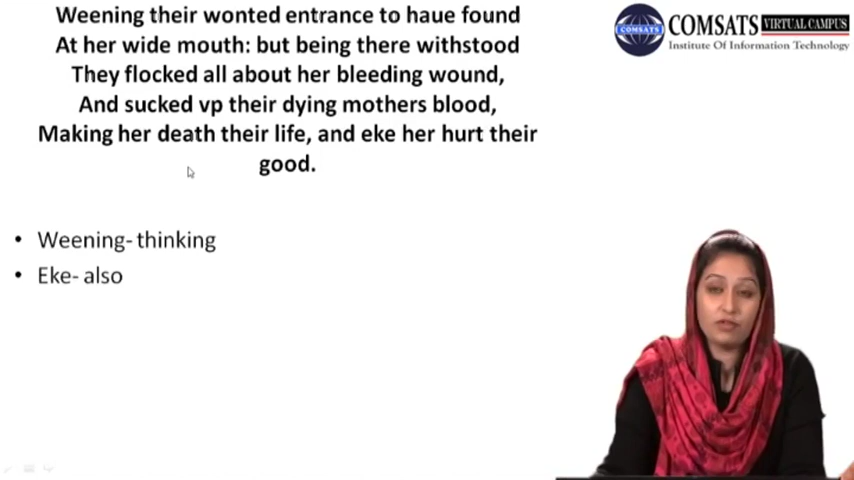 Weening their wonted entrance to haue found
At her wide mouth: but being there withstood
They flocked all about her bleeding wound,
And sucked vp their dying mothers blood,
Making her death their life, and eke her hurt their
good.
• Weening- thinking
• Eke- also
COMSATS
COMSATS VIRTUAL CAMPUS
Institute Of Information Technology